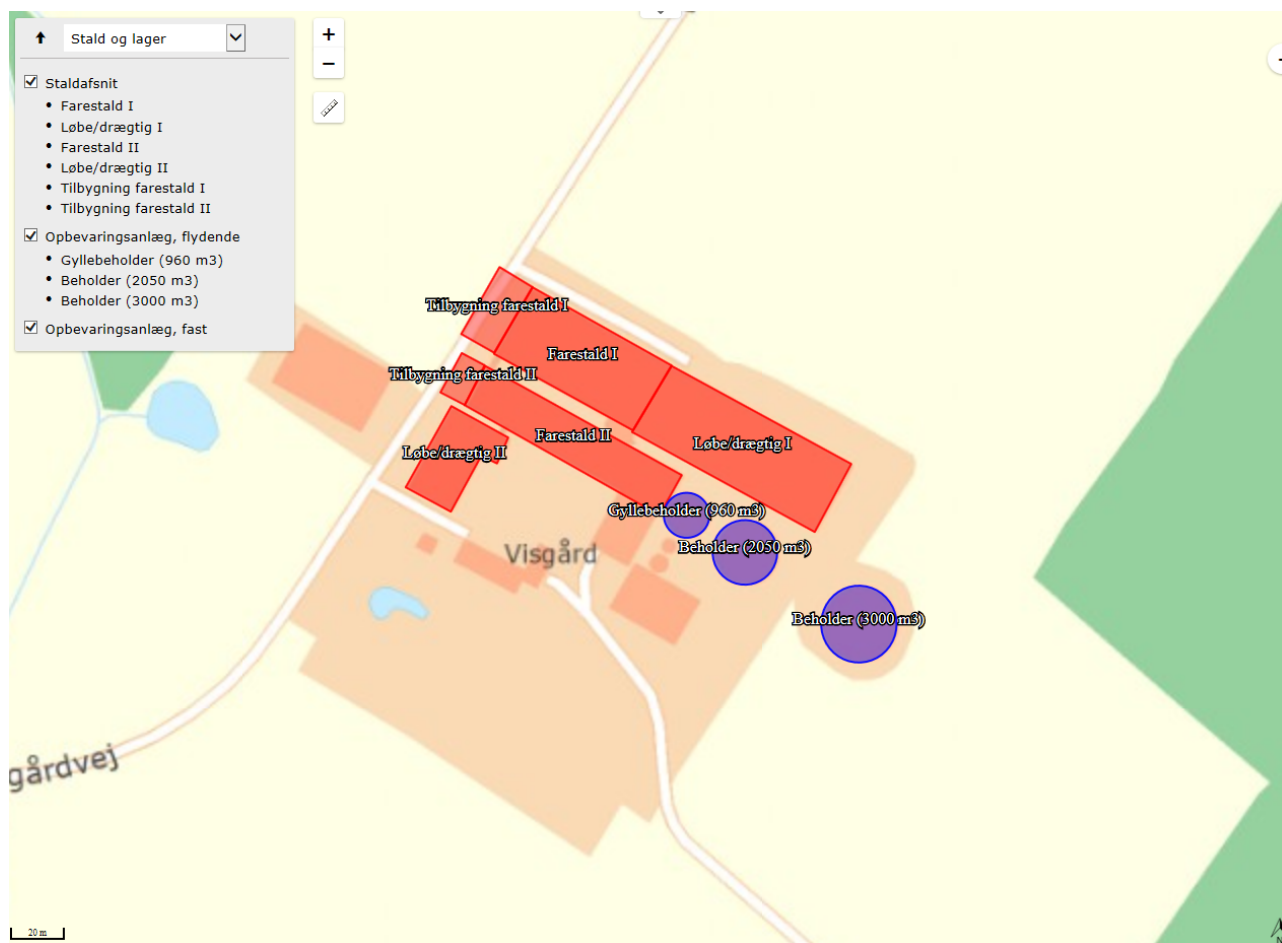 Stald og lager
Staldafsnit
• Farestald I
• Løbe/drægtig I
• Farestald II
• Løbe/drægtig II
• Tilbygning farestald I
• Tilbygning farestald II
Opbevaringsanlæg, flydende
• Gyllebeholder (960 m3)
• Beholder (2050 m3)
• Beholder (3000 m3)
Opbevaringsanlæg, fast
+
−
Tilbygning farestald I
Farestald I
Tilbygning farestald II
Farestald II
Løbe/drægtig I
Løbe/drægtig II
Gyllebeholder (960 m3)
Beholder (2050 m3)
Visgård
Beholder (3000 m3)
gårdvej
20 m